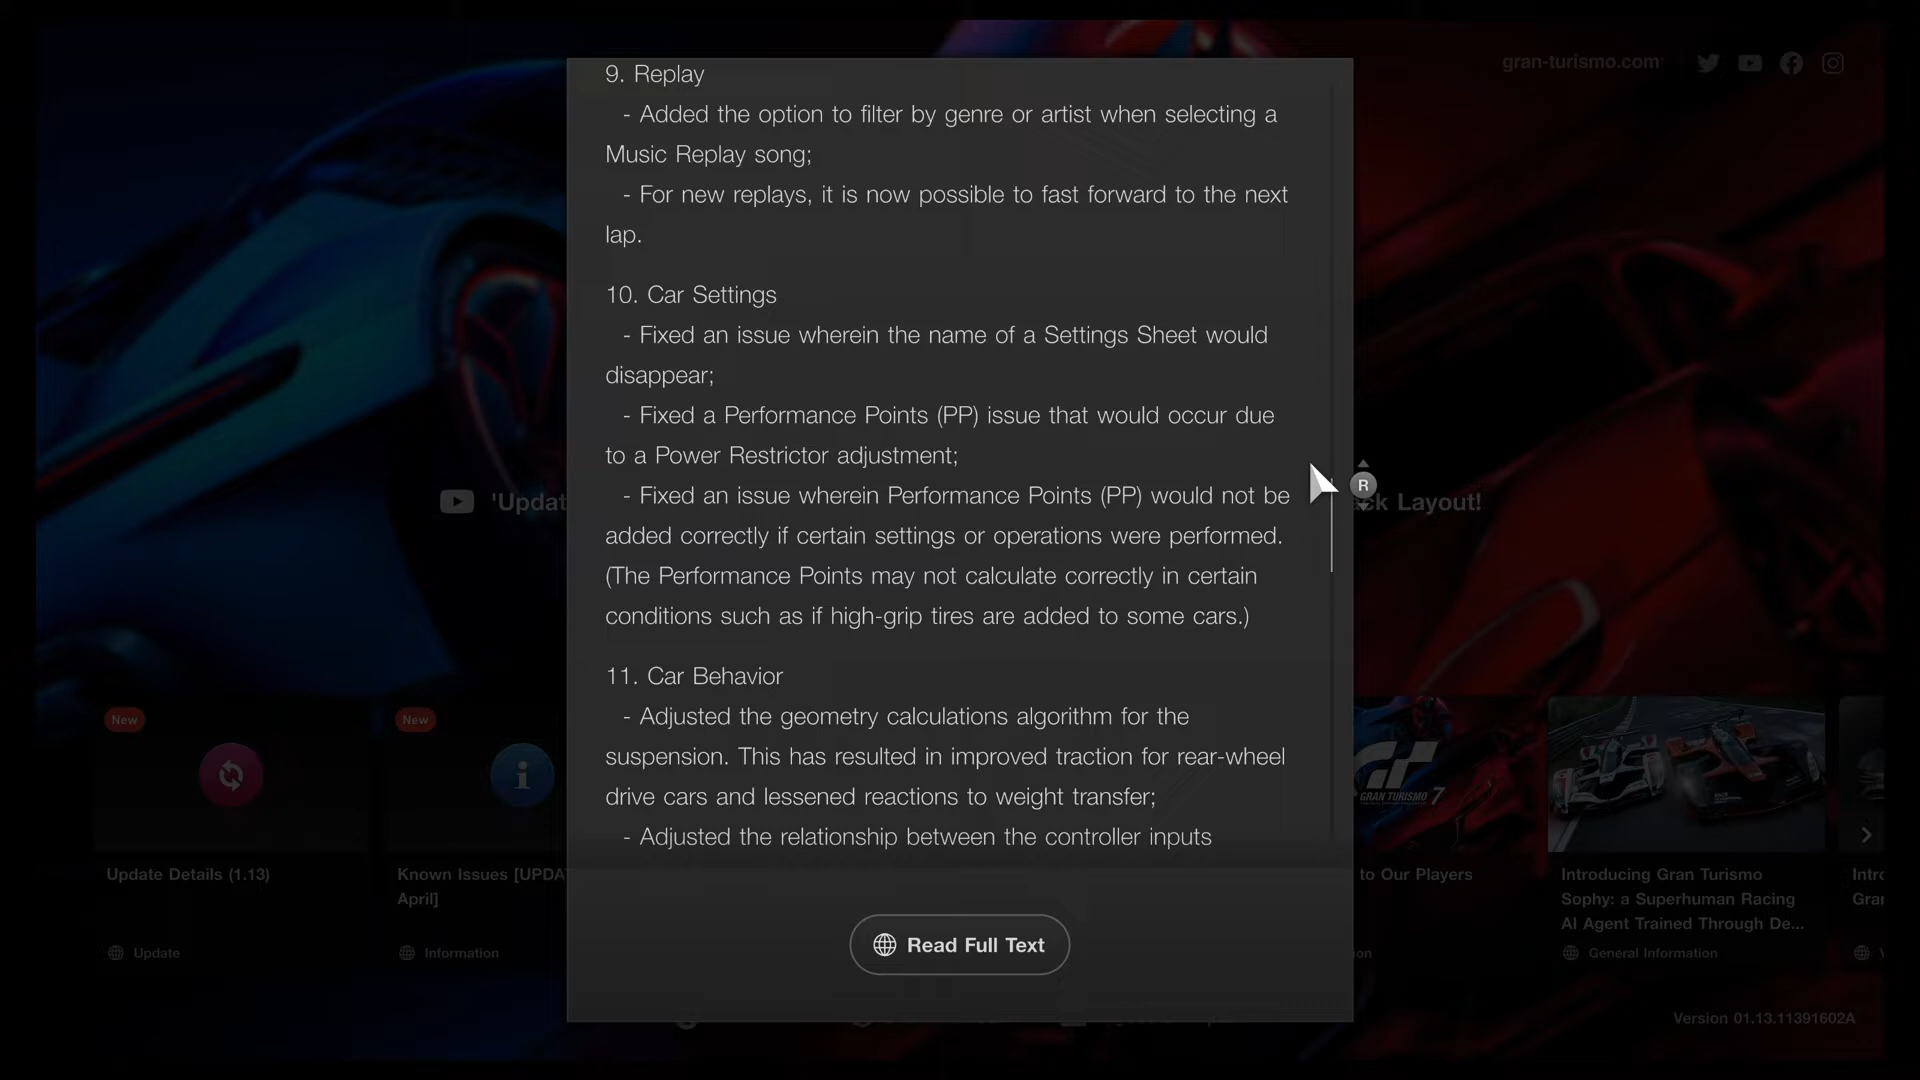 gran-turismo.com
9. Replay
- Added the option to filter by genre or artist when selecting a
Music Replay song;
- For new replays, it is now possible to fast forward to the next
lap.
10. Car Settings
- Fixed an issue wherein the name of a Settings Sheet would
disappear;
- Fixed a Performance Points (PP) issue that would occur due
to a Power Restrictor adjustment;
- Fixed an issue wherein Performance Points (PP) would not be
added correctly if certain settings or operations were performed.
(The Performance Points may not calculate correctly in certain
conditions such as if high-grip tires are added to some cars.)
11. Car Behavior
- Adjusted the geometry calculations algorithm for the
suspension. This has resulted in improved traction for rear-wheel
drive cars and lessened reactions to weight transfer;
- Adjusted the relationship between the controller inputs
Read Full Text
R
'Updat
ck Layout!
New
Update Details (1.13)
Update
New
Known Issues [UPDA
April]
Information
GT
GRAN TURISMO 7
to Our Players
on
Introducing Gran Turismo
Sophy: a Superhuman Racing
AI Agent Trained Through De...
General Information
Intro
Gran
V
Version 01.13.11391602A